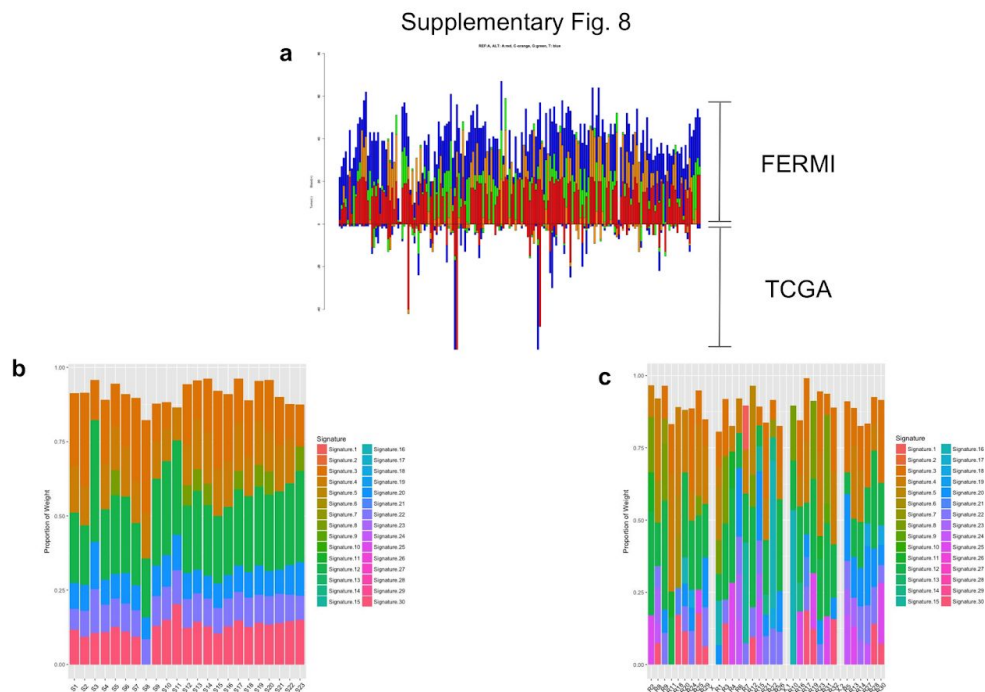 Supplementary Fig. 8
a
REF:A, ALT: A-red, C-orange, G-green, T- blue
FERMI
TCGA
b
1.00
0.75
0.50
0.25
0.00
Proportion of Weight
S1 S2 S3 S4 S5 S6 S7 S8 S9 S10 S11 S12 S13 S14 S15 S16 S17 S18 S19 S20 S21 S22 S23
Signature
Signature.1 Signature.16
Signature.2 Signature.17
Signature.3 Signature.18
Signature.4 Signature.19
Signature.5 Signature.20
Signature.6 Signature.21
Signature.7 Signature.22
Signature.8 Signature.23
Signature.9 Signature.24
Signature.10 Signature.25
Signature.11 Signature.26
Signature.12 Signature.27
Signature.13 Signature.28
Signature.14 Signature.29
Signature.15 Signature.30
c
1.00
0.75
0.50
0.25
0.00
Proportion of Weight
Signature
Signature.1 Signature.16
Signature.2 Signature.17
Signature.3 Signature.18
Signature.4 Signature.19
Signature.5 Signature.20
Signature.6 Signature.21
Signature.7 Signature.22
Signature.8 Signature.23
Signature.9 Signature.24
Signature.10 Signature.25
Signature.11 Signature.26
Signature.12 Signature.27
Signature.13 Signature.28
Signature.14 Signature.29
Signature.15 Signature.30